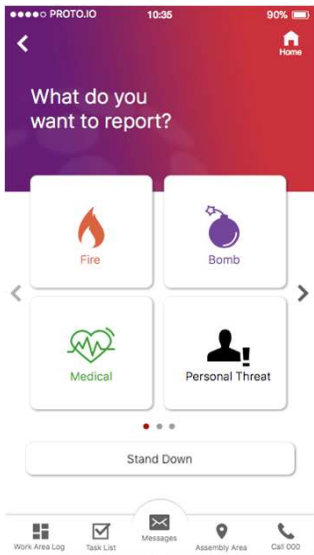 PROTO.IO 10:35 90%
Home
What do you
want to report?
Fire Bomb
Medical Personal Threat
Stand Down
Work Area Log Task List Messages Assembly Area Call 000